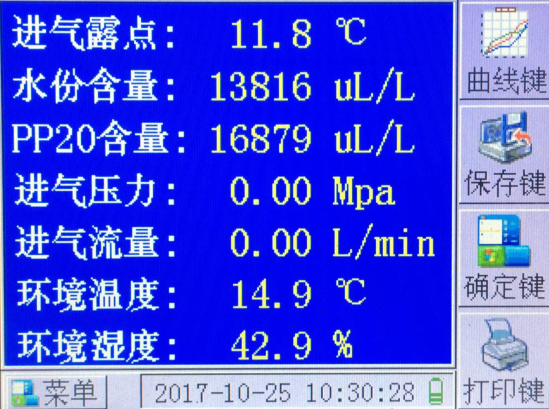 进气露点: 11.8 ℃
水份含量: 13816 uL/L
PP20含量: 16879 uL/L
进气压力: 0.00 Mpa
进气流量: 0.00 L/min
环境温度: 14.9 ℃
环境湿度: 42.9 %
曲线键
保存键
确定键
打印键
菜单
2017-10-25 10:30:28